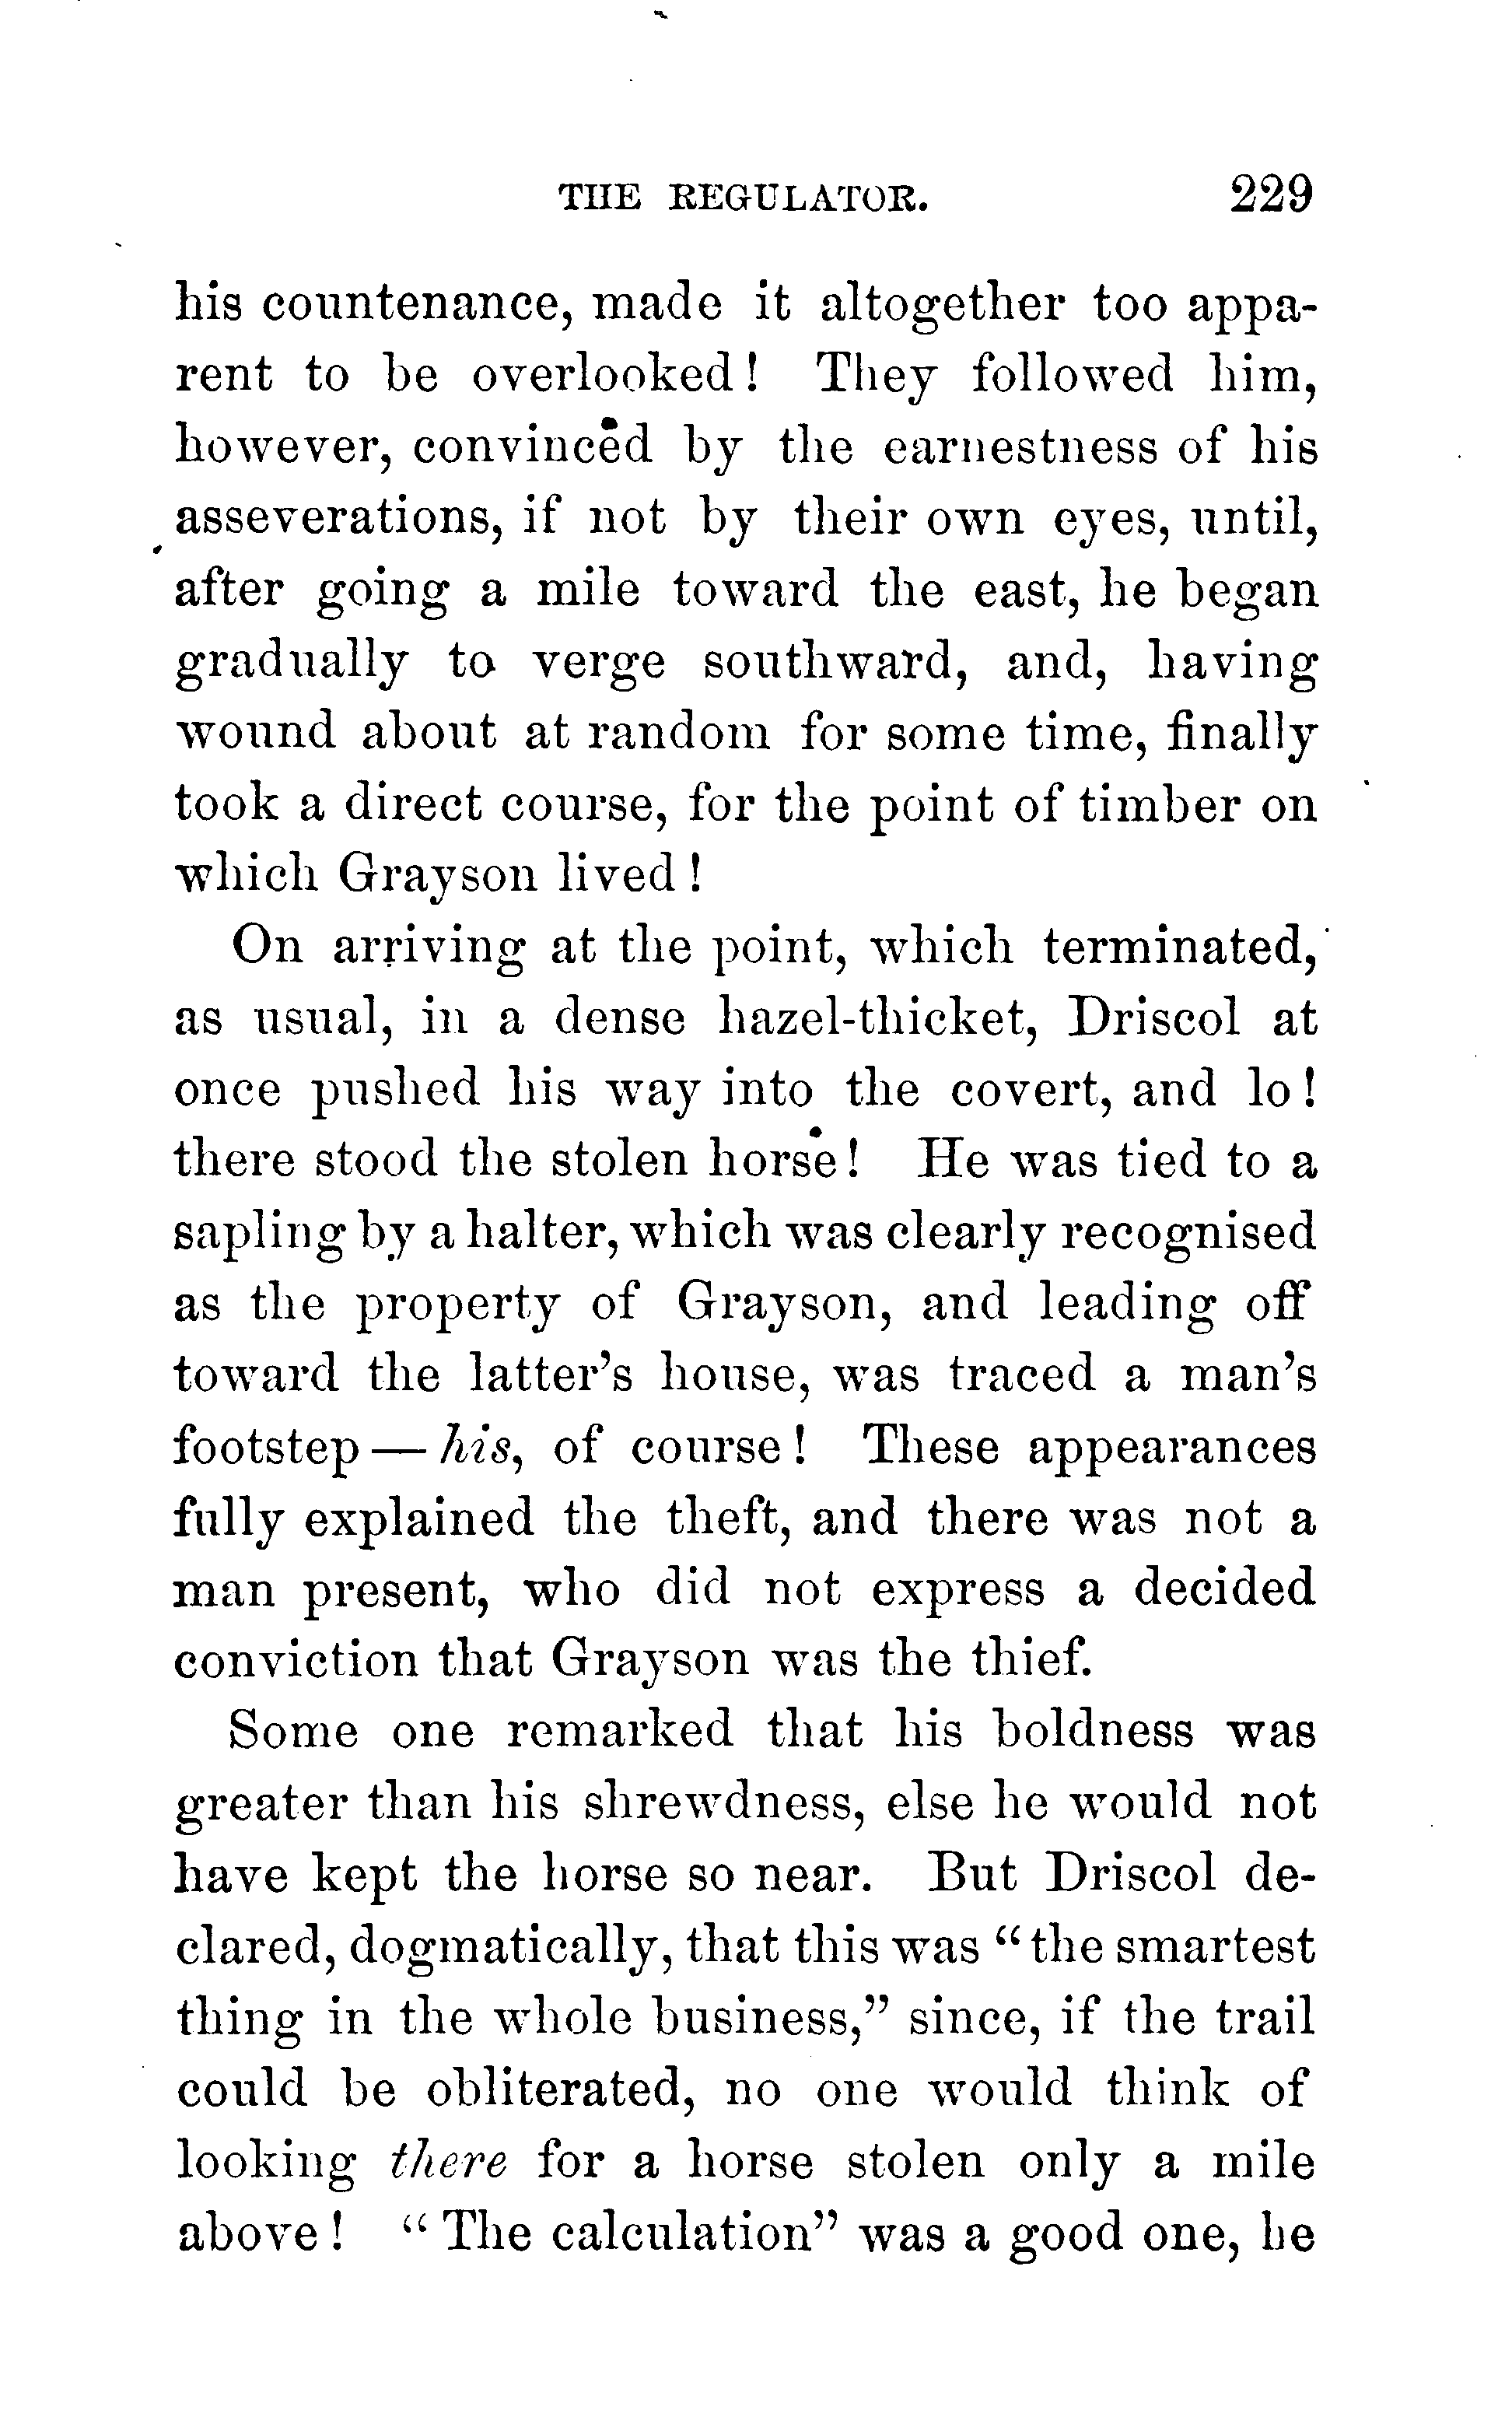 THE REGULATOR. 229
his countenance, made it altogether too appa-
rent to be overlooked! They followed him,
however, convinced by the earnestness of his
asseverations, if not by their own eyes, until,
after going a mile toward the east, he began
gradually to verge southward, and, having
wound about at random for some time, finally
took a direct course, for the point of timber on
which Grayson lived!
On arriving at the point, which terminated,
as usual, in a dense hazel-thicket, Driscol at
once pushed his way into the covert, and lo!
there stood the stolen horse! He was tied to a
sapling by a halter, which was clearly recognised
as the property of Grayson, and leading off
toward the latter's house, was traced a man's
footstep — his, of course! These appearances
fully explained the theft, and there was not a
man present, who did not express a decided
conviction that Grayson was the thief.
Some one remarked that his boldness was
greater than his shrewdness, else he would not
have kept the horse so near. But Driscol de-
clared, dogmatically, that this was "the smartest
thing in the whole business," since, if the trail
could be obliterated, no one would think of
looking there for a horse stolen only a mile
above! "The calculation" was a good one, he